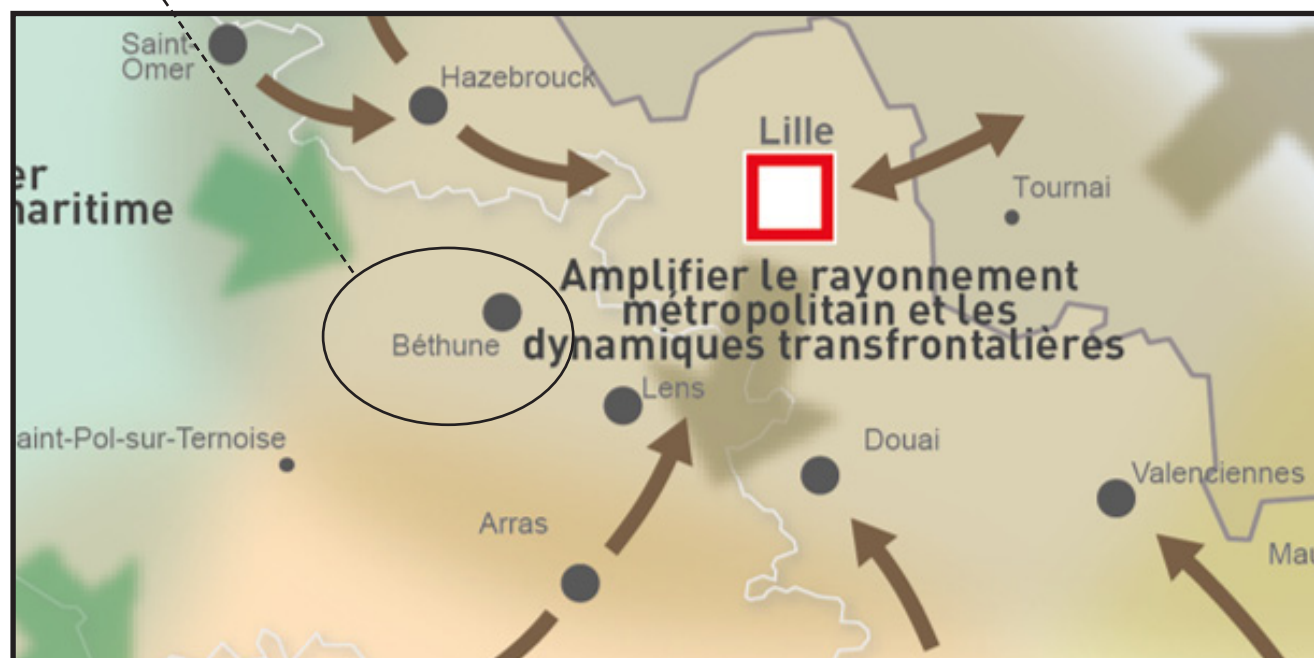 Saint-
Omer
Hazebrouck
Lille
er
maritime
Tournai
Amplifier le rayonnement
métropolitain et les
dynamiques transfrontalières
Béthune
Lens
aint-Pol-sur-Ternoise
Douai
Valenciennes
Arras
Mau